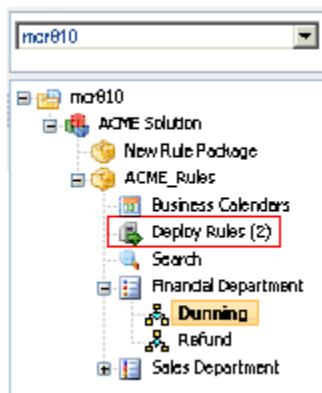 mcr810
mcr810
ACME Solution
New Rule Package
ACME_Rules
Business Calendars
Deploy Rules (2)
Search
Financial Department
Dunning
Refund
Sales Department